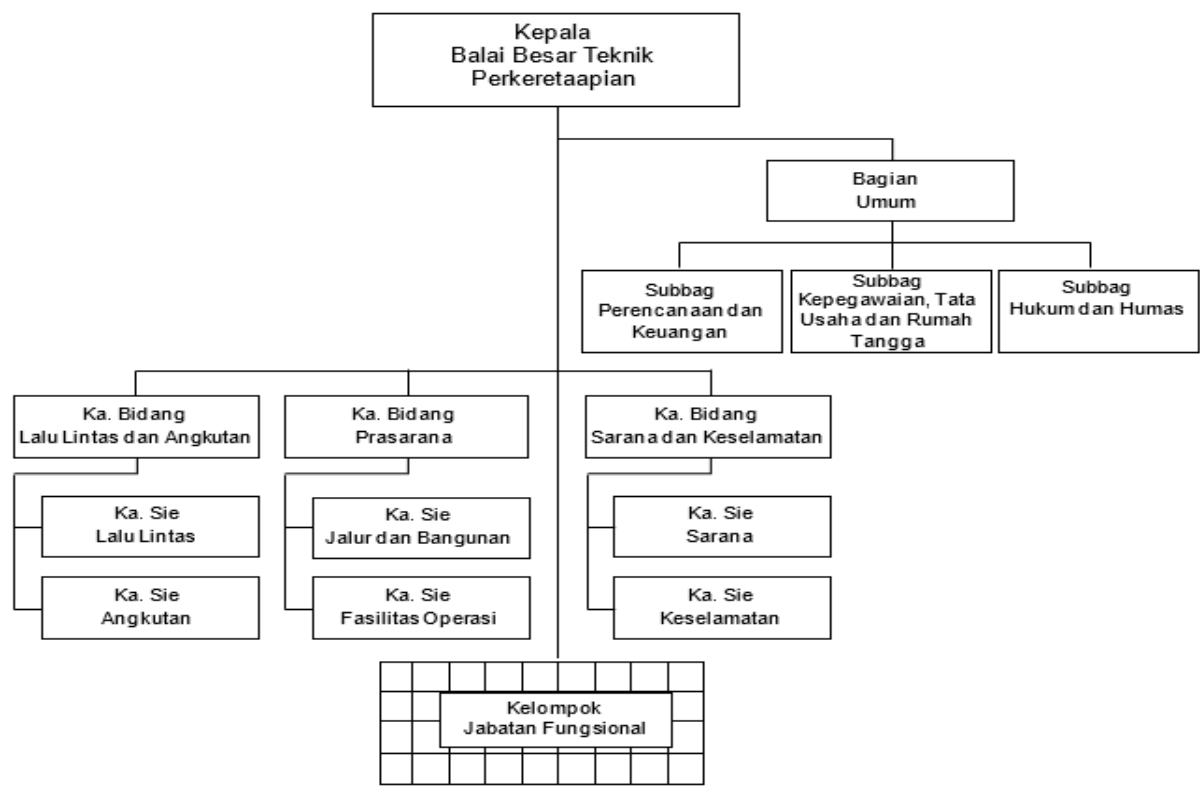 Kepala
Balai Besar Teknik
Perkeretaapian
Bagian
Umum
Subbag
Perencanaan dan
Keuangan
Subbag
Kepegawaian, Tata
Usaha dan Rumah
Tangga
Subbag
Hukum dan Humas
Ka. Bidang
Lalu Lintas dan Angkutan
Ka. Bidang
Prasarana
Ka. Bidang
Sarana dan Keselamatan
Ka. Sie
Lalu Lintas
Ka. Sie
Jalur dan Bangunan
Ka. Sie
Sarana
Ka. Sie
Angkutan
Ka. Sie
Fasilitas Operasi
Ka. Sie
Keselamatan
Kelompok
Jabatan Fungsional